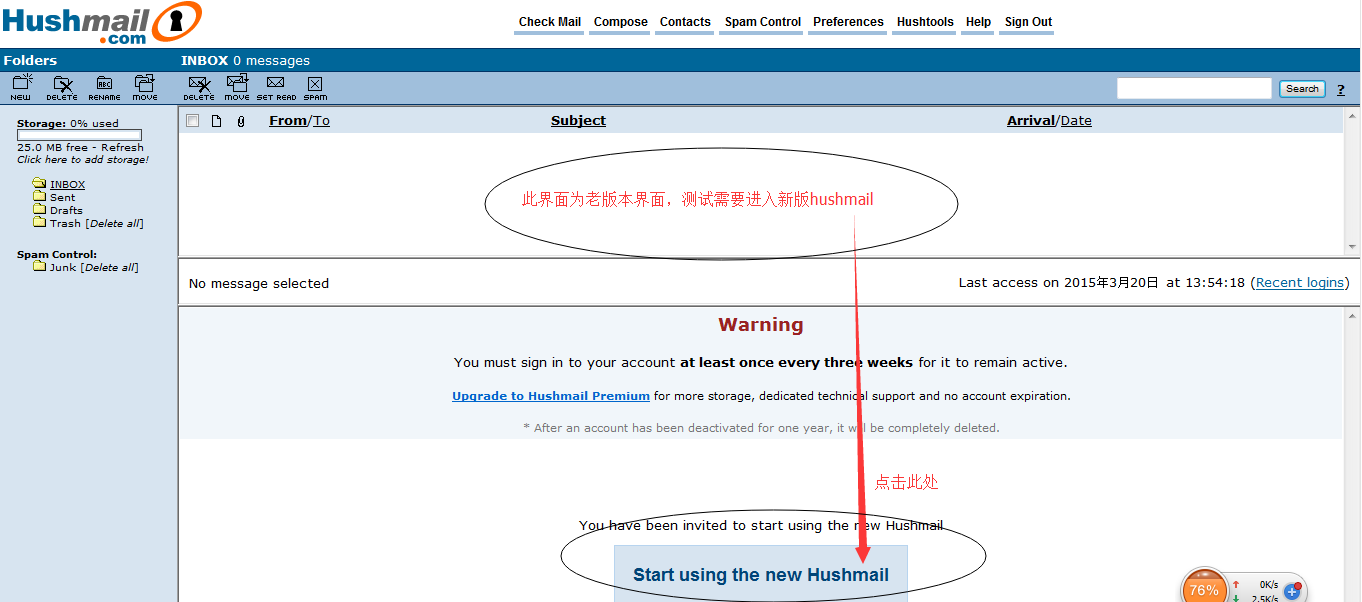 Hushmail
.com
Check Mail Compose Contacts Spam Control Preferences Hushtools Help Sign Out
Folders
INBOX 0 messages
NEW DELETE RENAME MOVE
DELETE MOVE SET READ SPAM
Search ?
Storage: 0% used
25.0 MB free - Refresh
Click here to add storage!
INBOX
Sent
Drafts
Trash [Delete all]
Spam Control:
Junk [Delete all]
From/To Subject Arrival/Date
此界面为老版本界面，测试需要进入新版hushmail
No message selected
Last access on 2015年3月20日 at 13:54:18 (Recent logins)
Warning
You must sign in to your account at least once every three weeks for it to remain active.
Upgrade to Hushmail Premium for more storage, dedicated technical support and no account expiration.
* After an account has been deactivated for one year, it will be completely deleted.
点击此处
You have been invited to start using the new Hushmail
Start using the new Hushmail
76%
0K/s
2.5K/s